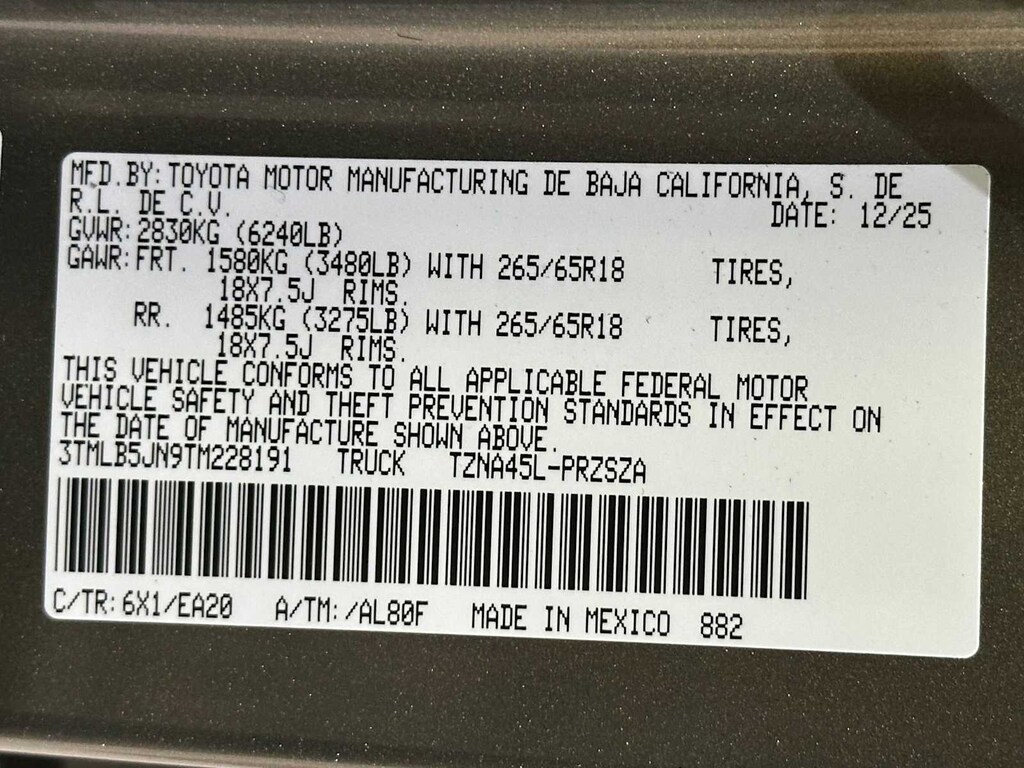 MFD.BY: TOYOTA MOTOR MANUFACTURING DE BAJA CALIFORNIA, S. DE
R.L. DE C.V. DATE: 12/25
GVWR: 2830KG (6240LB)
GAWR: FRT. 1580KG (3480LB) WITH 265/65R18 TIRES,
18X7.5J RIMS.
RR. 1485KG (3275LB) WITH 265/65R18 TIRES,
18X7.5J RIMS.
THIS VEHICLE CONFORMS TO ALL APPLICABLE FEDERAL MOTOR
VEHICLE SAFETY AND THEFT PREVENTION STANDARDS IN EFFECT ON
THE DATE OF MANUFACTURE SHOWN ABOVE.
3TMLB5JN9TM228191 TRUCK TZNA45L-PRZSZA
C/TR: 6X1/EA20 A/TM: /AL80F MADE IN MEXICO 882